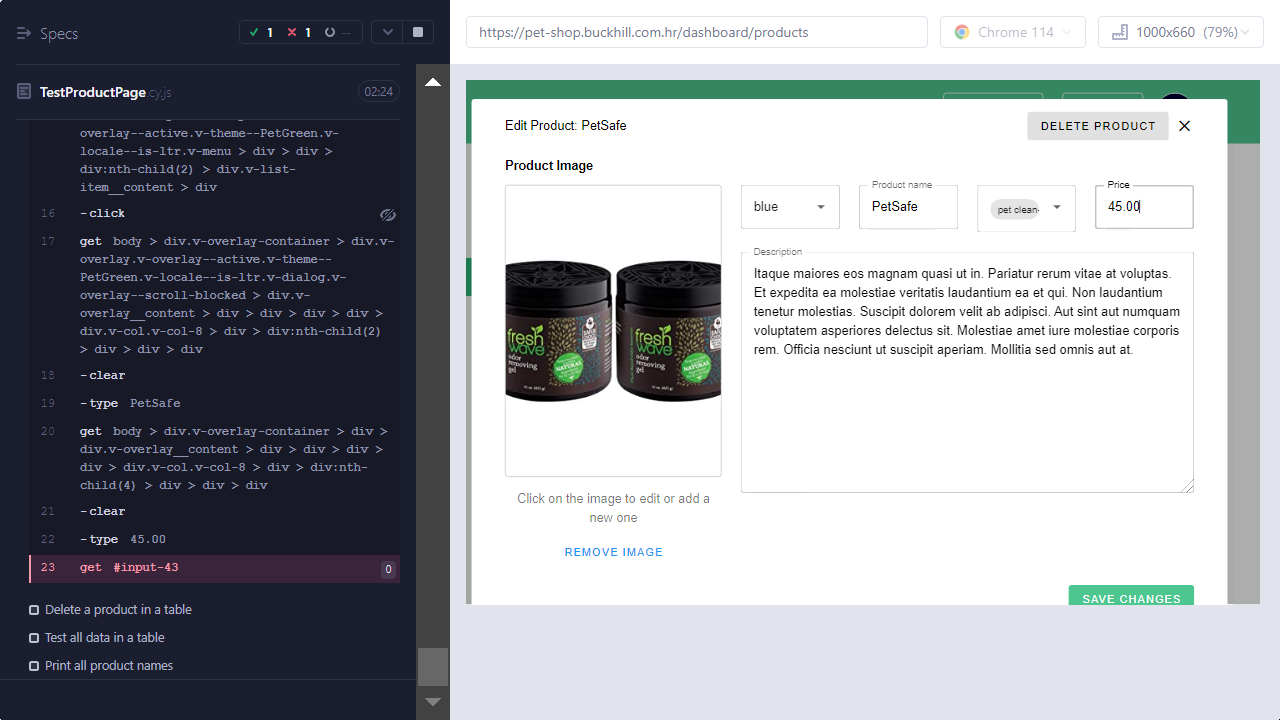 Specs
1
1
--
TestProductPage.cy.js
02:24
overlay--active.v-theme--PetGreen.v-
locale--is-ltr.v-menu > div > div >
div:nth-child(2) > div.v-list-
item__content > div
16 -click
17 get body > div.v-overlay-container > div.v-
overlay.v-overlay--active.v-theme--
PetGreen.v-locale--is-ltr.v-dialog.v-
overlay--scroll-blocked > div.v-
overlay__content > div > div > div > div >
div.v-col.v-col-8 > div > div:nth-child(2)
> div > div > div
18 -clear
19 -type PetSafe
20 get body > div.v-overlay-container > div >
div.v-overlay__content > div > div > div >
div > div.v-col.v-col-8 > div > div:nth-
child(4) > div > div > div
21 -clear
22 -type 45.00
23 get #input-43 0
Delete a product in a table
Test all data in a table
Print all product names
https://pet-shop.buckhill.com.hr/dashboard/products
Chrome 114
1000x660 (79%)
Edit Product: PetSafe
DELETE PRODUCT
Product Image
blue
Product name
PetSafe
pet clean-
Price
45.00
Description
Itaque maiores eos magnam quasi ut in. Pariatur rerum vitae at voluptas.
Et expedita ea molestiae veritatis laudantium ea et qui. Non laudantium
tenetur molestias. Suscipit dolorem velit ab adipisci. Aut sint aut numquam
voluptatem asperiores delectus sit. Molestiae amet iure molestiae corporis
rem. Officia nesciunt ut suscipit aperiam. Mollitia sed omnis aut at.
fresh
wave
odor
removing
gel
NATURAL
fresh
wave
odor
removing
gel
NATURAL
Click on the image to edit or add a
new one
REMOVE IMAGE
SAVE CHANGES